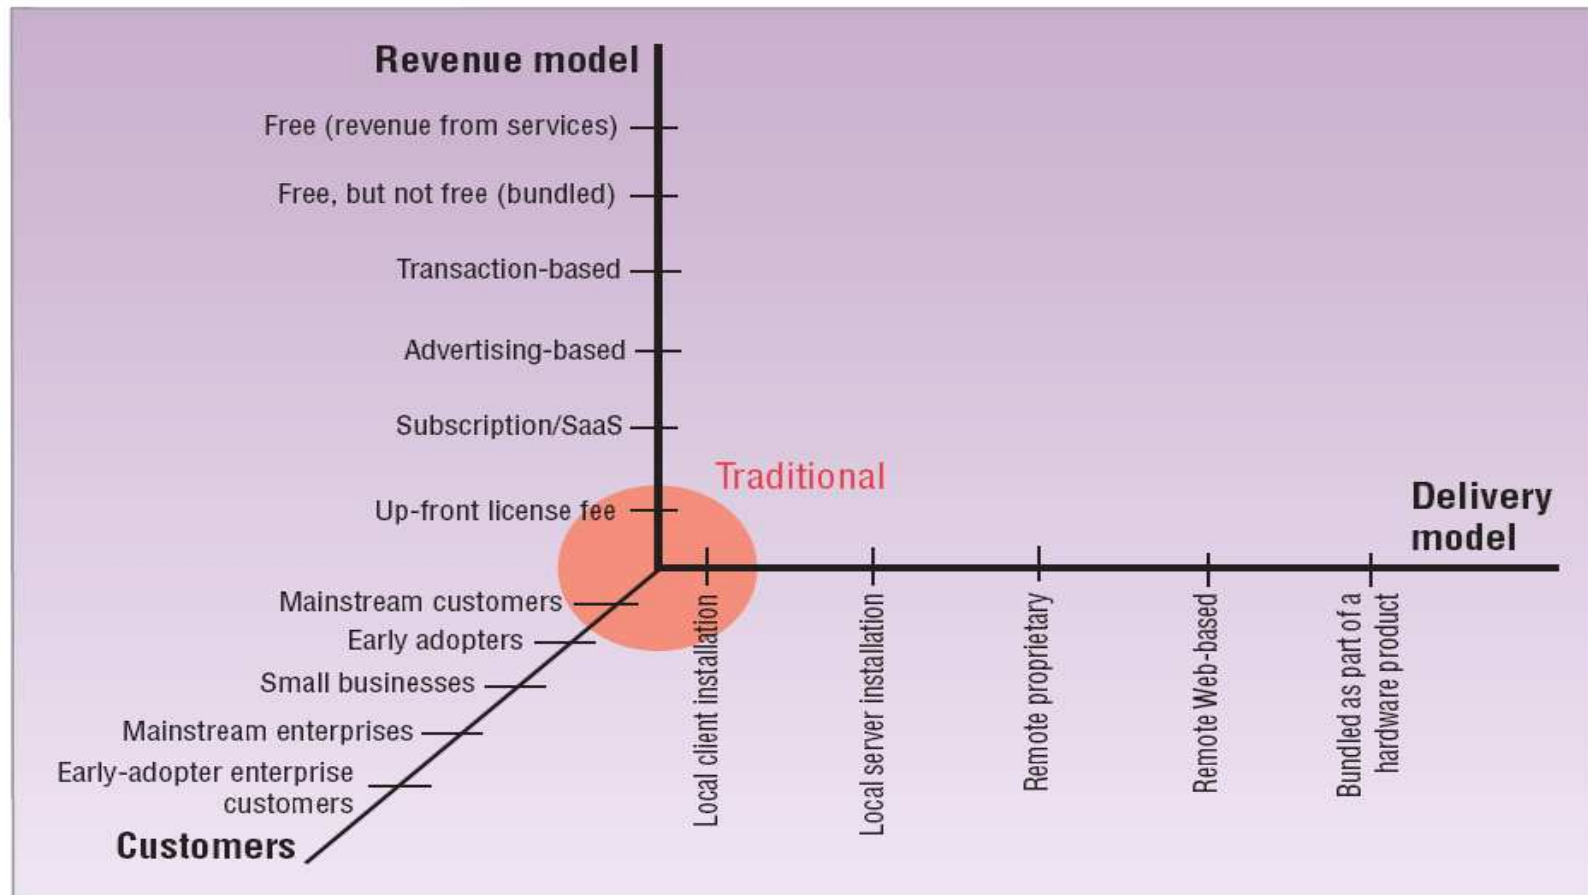 Revenue model
Free (revenue from services)
Free, but not free (bundled)
Transaction-based
Advertising-based
Subscription/SaaS
Traditional
Up-front license fee
Delivery
model
Mainstream customers
Early adopters
Small businesses
Mainstream enterprises
Early-adopter enterprise
customers
Customers
Local client installation
Local server installation
Remote proprietary
Remote Web-based
Bundled as part of a
hardware product